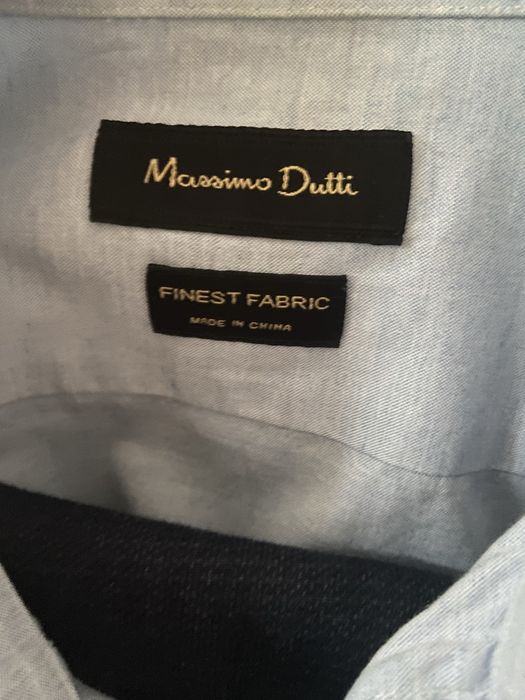 Massimo Dutti
FINEST FABRIC
MADE IN CHINA